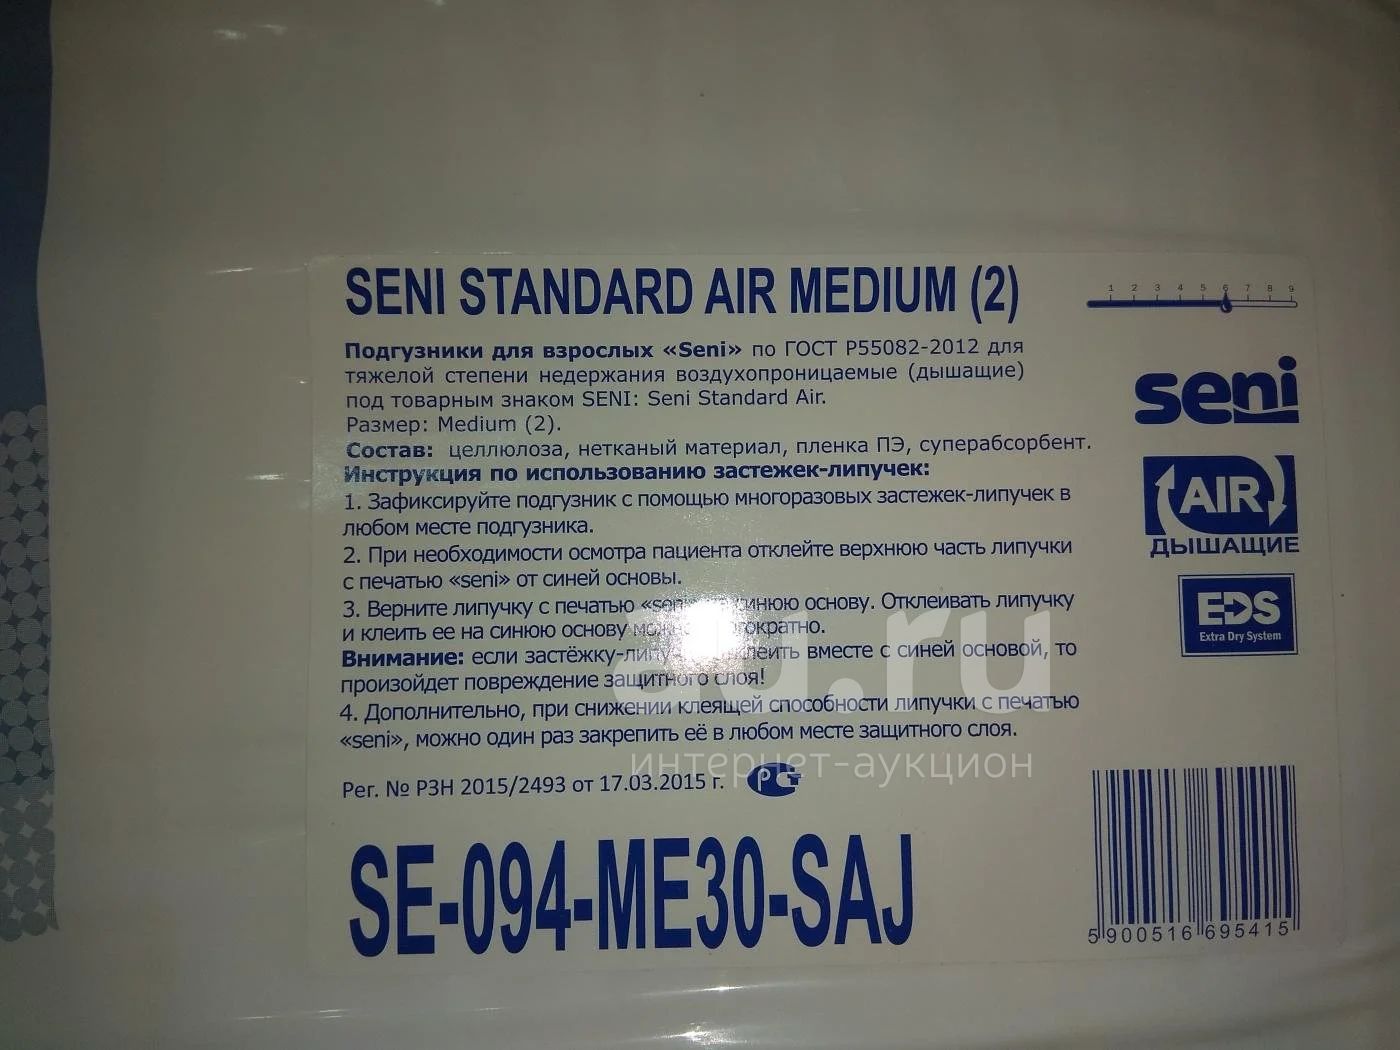 SENI STANDARD AIR MEDIUM (2)
1 2 3 4 5 6 7 8 9
Подгузники для взрослых «Seni» по ГОСТ Р55082-2012 для
тяжелой степени недержания воздухопроницаемые (дышащие)
под товарным знаком SENI: Seni Standard Air.
Размер: Medium (2).
Состав: целлюлоза, нетканый материал, пленка ПЭ, суперабсорбент.
Инструкция по использованию застежек-липучек:
1. Зафиксируйте подгузник с помощью многоразовых застежек-липучек в
любом месте подгузника.
2. При необходимости осмотра пациента отклейте верхнюю часть липучки
с печатью «seni» от синей основы.
3. Верните липучку с печатью «seni» синюю основу. Отклеивать липучку
и клеить ее на синюю основу
Внимание: если вместе с синей основой, то
произойдет повреждение защитного слоя!
4. Дополнительно, при снижении клеящей способности липучки с печатью
«seni», можно один раз закрепить её в любом месте защитного слоя.
Рег. № РЗН 2015/2493 от 17.03.2015 г.
РСТ
SE-094-ME30-SAJ
seni
AIR
ДЫШАЩИЕ
EDS
Extra Dry System
5 900516 695415
au.ru
интернет-аукцион